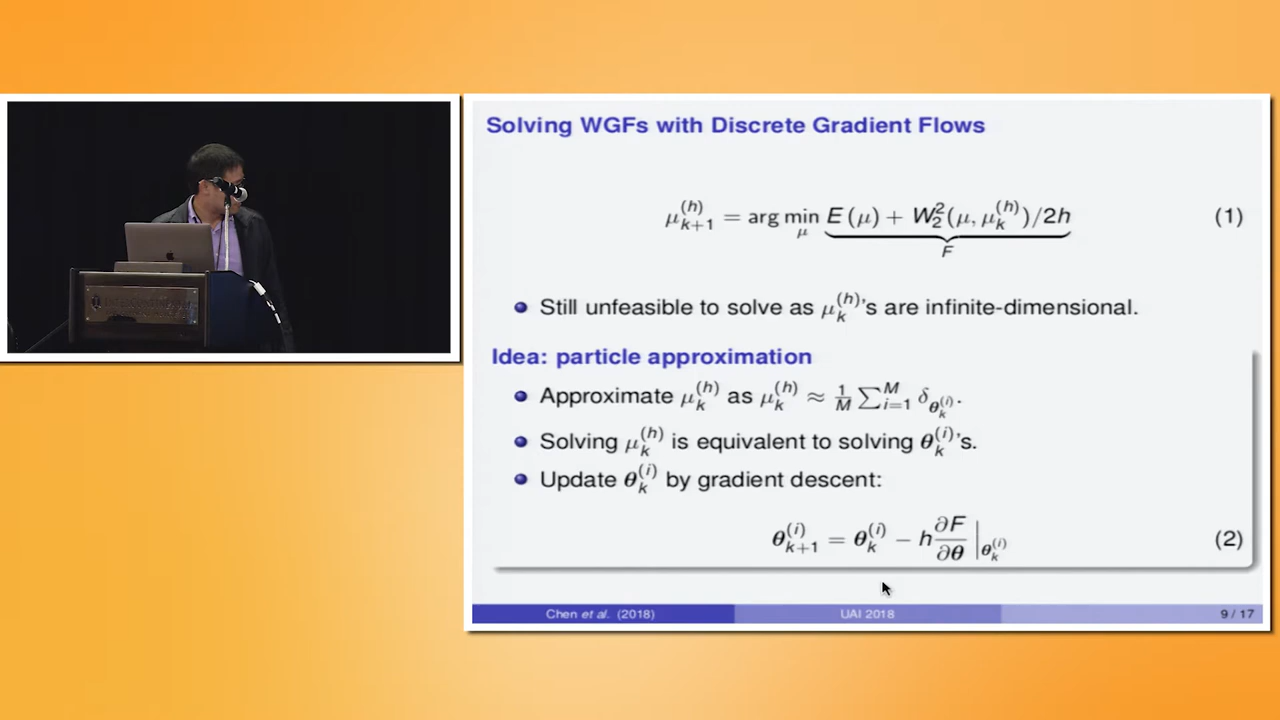 Solving WGFs with Discrete Gradient Flows
μ_{k+1}^{(h)} = arg min_μ E(μ) + W_2^2(μ, μ_k^{(h)})/2h (1)
F
Still unfeasible to solve as μ_k^{(h)}'s are infinite-dimensional.
Idea: particle approximation
Approximate μ_k^{(h)} as μ_k^{(h)} ≈ 1/M ∑_{i=1}^M δ_{θ_k^{(i)}}.
Solving μ_k^{(h)} is equivalent to solving θ_k^{(i)}'s.
Update θ_k^{(i)} by gradient descent:
θ_{k+1}^{(i)} = θ_k^{(i)} − h ∂F/∂θ |_{θ_k^{(i)}} (2)
Chen et al. (2018) UAI 2018 9 / 17